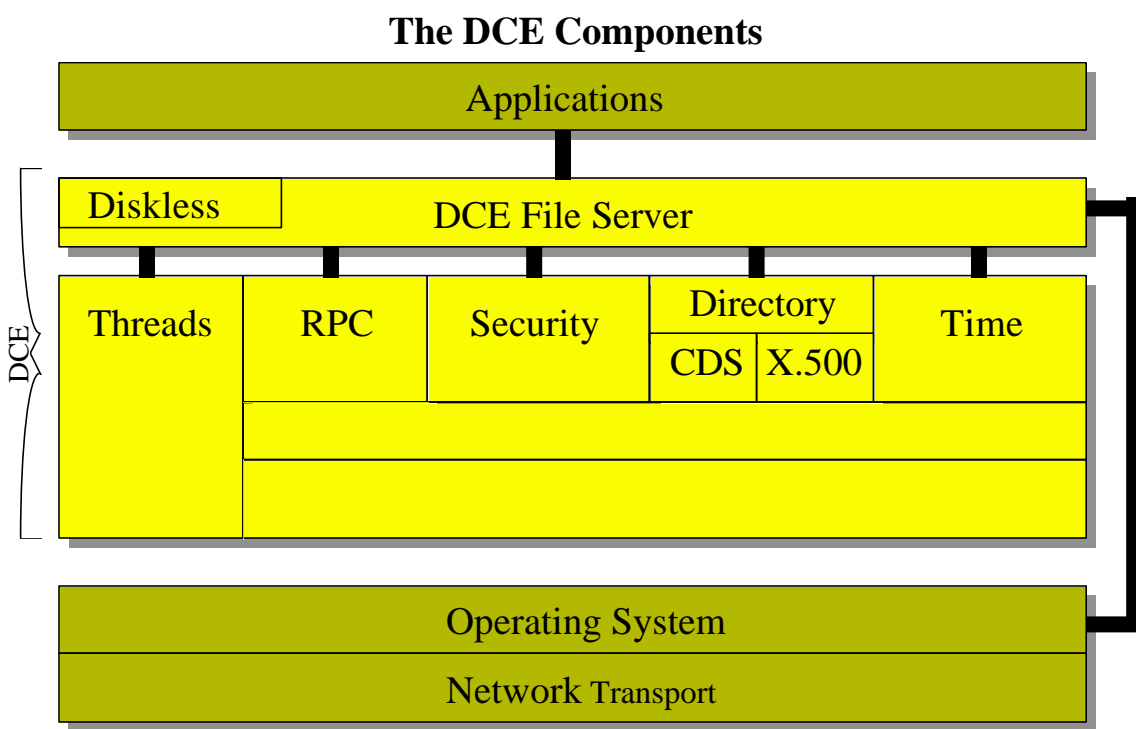 The DCE Components
Applications
Diskless
DCE File Server
DCE
Threads
RPC
Security
Directory
CDS
X.500
Time
Operating System
Network Transport